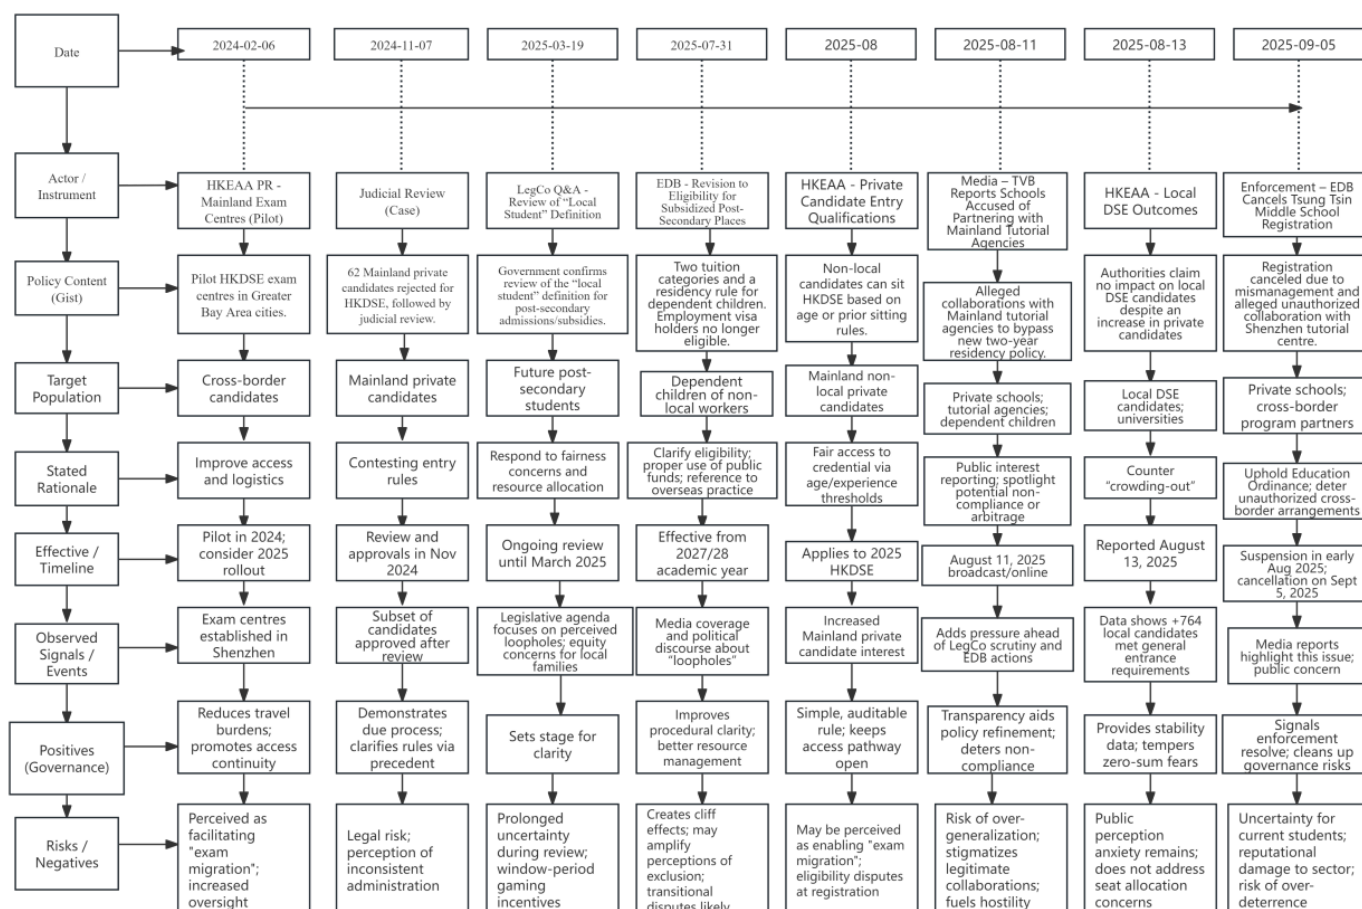 Date
2024-02-06
2024-11-07
2025-03-19
2025-07-31
2025-08
2025-08-11
2025-08-13
2025-09-05
Actor /
Instrument
HKEAA PR -
Mainland Exam
Centres (Pilot)
Judicial Review
(Case)
LegCo Q&A -
Review of “Local
Student” Definition
EDB - Revision to
Eligibility for
Subsidized Post-
Secondary Places
HKEAA - Private
Candidate Entry
Qualifications
Media – TVB
Reports Schools
Accused of
Partnering with
Mainland Tutorial
Agencies
HKEAA - Local
DSE Outcomes
Enforcement – EDB
Cancels Tsung Tsin
Middle School
Registration
Policy Content
(Gist)
Pilot HKDSE exam
centres in Greater
Bay Area cities.
62 Mainland private
candidates rejected for
HKDSE, followed by
judicial review.
Government confirms
review of the “local
student” definition for
post-secondary
admissions/subsidies.
Two tuition
categories and a
residency rule for
dependent children.
Employment visa
holders no longer
eligible.
Non-local
candidates can sit
HKDSE based on
age or prior sitting
rules.
Alleged
collaborations with
Mainland tutorial
agencies to bypass
new two-year
residency policy.
Authorities claim
no impact on local
DSE candidates
despite an
increase in private
candidates
Registration
canceled due to
mismanagement and
alleged unauthorized
collaboration with
Shenzhen tutorial
centre.
Target
Population
Cross-border
candidates
Mainland private
candidates
Future post-
secondary
students
Dependent
children of non-
local workers
Mainland non-
local private
candidates
Private schools;
tutorial agencies;
dependent children
Local DSE
candidates;
universities
Private schools;
cross-border
program partners
Stated
Rationale
Improve access
and logistics
Contesting entry
rules
Respond to fairness
concerns and
resource allocation
Clarify eligibility;
proper use of public
funds; reference to
overseas practice
Fair access to
credential via
age/experience
thresholds
Public interest
reporting; spotlight
potential non-
compliance or
arbitrage
Counter
“crowding-out”
Uphold Education
Ordinance; deter
unauthorized cross-
border arrangements
Effective /
Timeline
Pilot in 2024;
consider 2025
rollout
Review and
approvals in Nov
2024
Ongoing review
until March 2025
Effective from
2027/28
academic year
Applies to 2025
HKDSE
August 11, 2025
broadcast/online
Reported August
13, 2025
Suspension in early
Aug 2025;
cancellation on Sept
5, 2025
Observed
Signals /
Events
Exam centres
established in
Shenzhen
Subset of
candidates
approved after
review
Legislative agenda
focuses on perceived
loopholes; equity
concerns for local
families
Media coverage
and political
discourse about
“loopholes”
Increased
Mainland private
candidate interest
Adds pressure ahead
of LegCo scrutiny and
EDB actions
Data shows +764
local candidates
met general
entrance
requirements
Media reports
highlight this issue;
public concern
Positives
(Governance)
Reduces travel
burdens;
promotes access
continuity
Demonstrates
due process;
clarifies rules via
precedent
Sets stage for
clarity
Improves
procedural clarity;
better resource
management
Simple, auditable
rule; keeps
access pathway
open
Transparency aids
policy refinement;
deters non-
compliance
Provides stability
data; tempers
zero-sum fears
Signals
enforcement
resolve; cleans up
governance risks
Risks /
Negatives
Perceived as
facilitating
"exam
migration";
increased
oversight
Legal risk;
perception of
inconsistent
administration
Prolonged
uncertainty
during review;
window-period
gaming
incentives
Creates cliff
effects; may
amplify
perceptions of
exclusion;
transitional
disputes likely
May be perceived
as enabling "exam
migration”;
eligibility disputes
at registration
Risk of over-
generalization;
stigmatizes
legitimate
collaborations;
fuels hostility
Public
perception
anxiety remains;
does not address
seat allocation
concerns
Uncertainty for
current students;
reputational
damage to sector;
risk of over-
deterrence